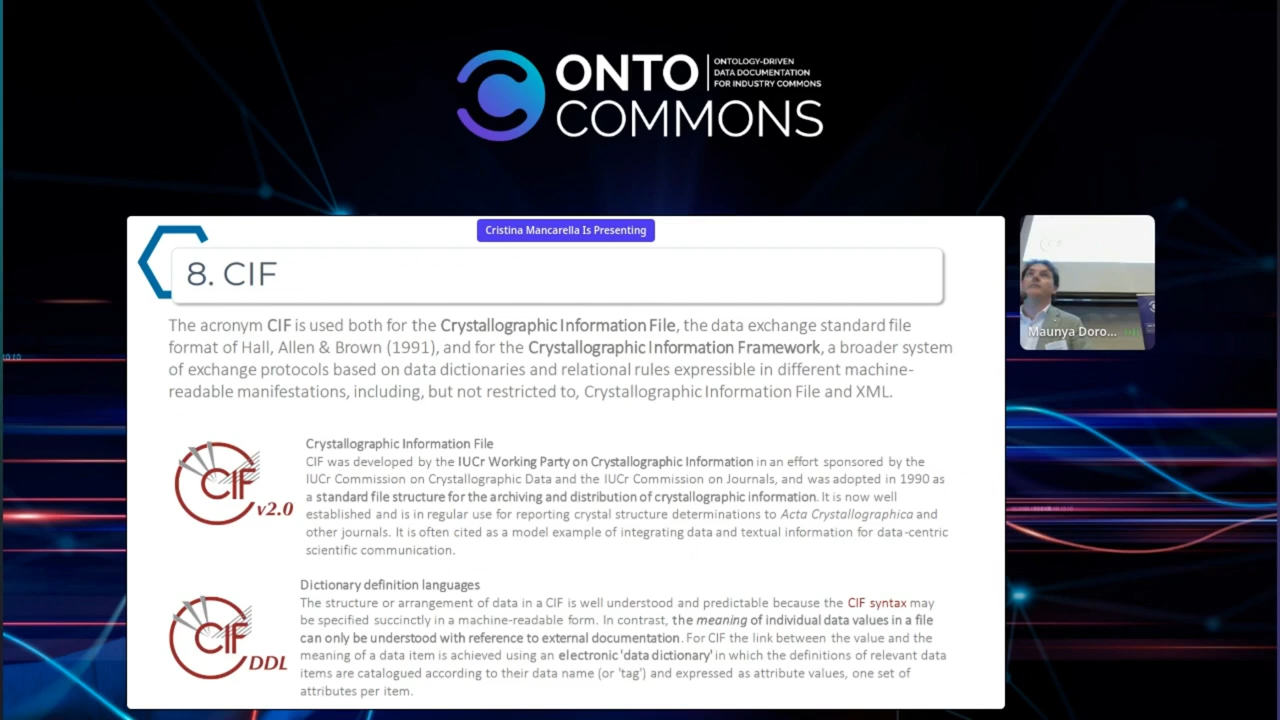 ONTO
COMMONS
ONTOLOGY-DRIVEN
DATA DOCUMENTATION
FOR INDUSTRY COMMONS
Cristina Mancarella Is Presenting
8. CIF
The acronym CIF is used both for the Crystallographic Information File, the data exchange standard file
format of Hall, Allen & Brown (1991), and for the Crystallographic Information Framework, a broader system
of exchange protocols based on data dictionaries and relational rules expressible in different machine-
readable manifestations, including, but not restricted to, Crystallographic Information File and XML.
CIF
v2.0
Crystallographic Information File
CIF was developed by the IUCr Working Party on Crystallographic Information in an effort sponsored by the
IUCr Commission on Crystallographic Data and the IUCr Commission on Journals, and was adopted in 1990 as
a standard file structure for the archiving and distribution of crystallographic information. It is now well
established and is in regular use for reporting crystal structure determinations to Acta Crystallographica and
other journals. It is often cited as a model example of integrating data and textual information for data-centric
scientific communication.
CIF
DDL
Dictionary definition languages
The structure or arrangement of data in a CIF is well understood and predictable because the CIF syntax may
be specified succinctly in a machine-readable form. In contrast, the meaning of individual data values in a file
can only be understood with reference to external documentation. For CIF the link between the value and the
meaning of a data item is achieved using an electronic 'data dictionary' in which the definitions of relevant data
items are catalogued according to their data name (or 'tag') and expressed as attribute values, one set of
attributes per item.
Maunya Doro...